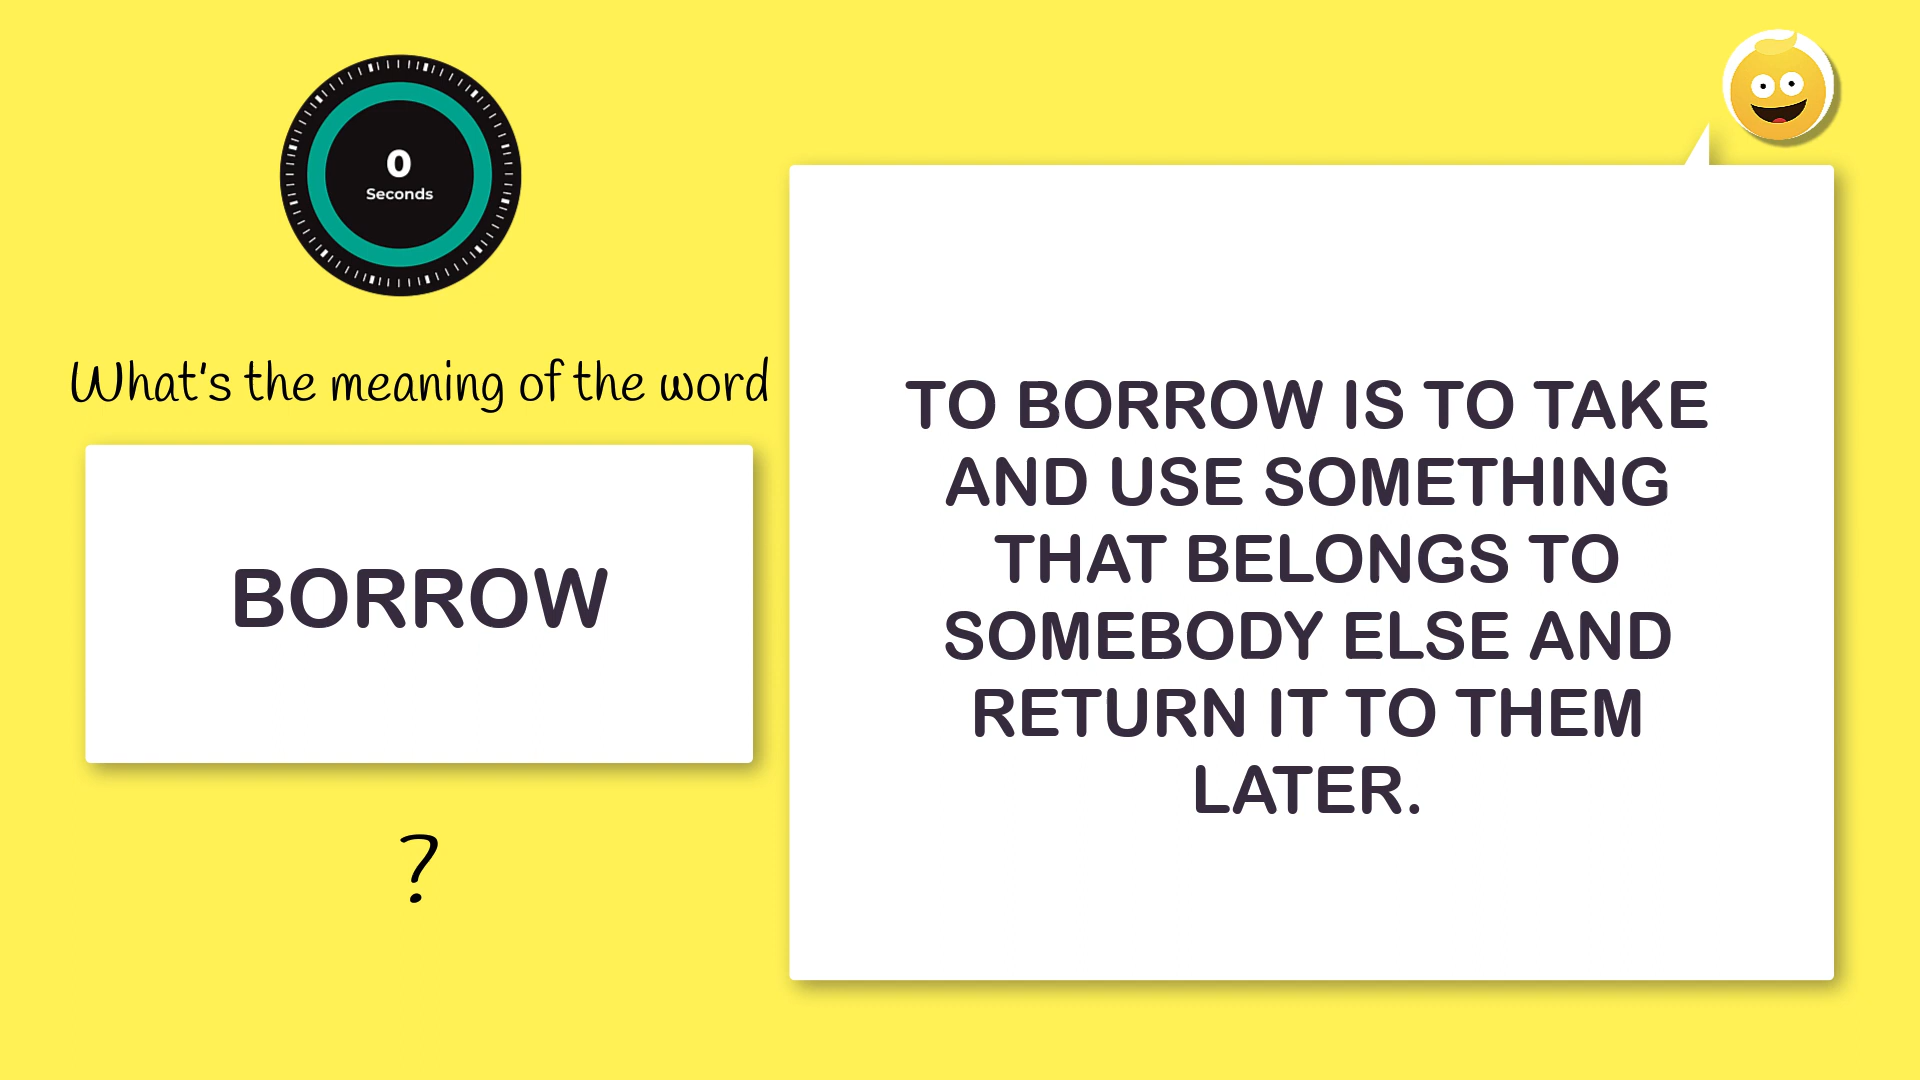 0
Seconds
What's the meaning of the word
BORROW
?
TO BORROW IS TO TAKE
AND USE SOMETHING
THAT BELONGS TO
SOMEBODY ELSE AND
RETURN IT TO THEM
LATER.